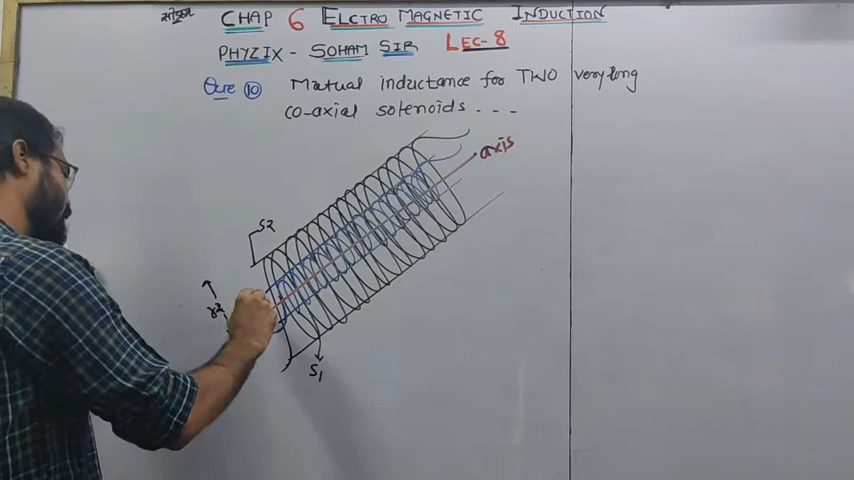 CHAP 6 ELCTRO MAGNETIC INDUCTION
PHYZIX - SOHAM SIR LEC-8
Que 10 Mutual inductance for TWO very long
co-axial solenoids - - -
axis
S2
r2
S1